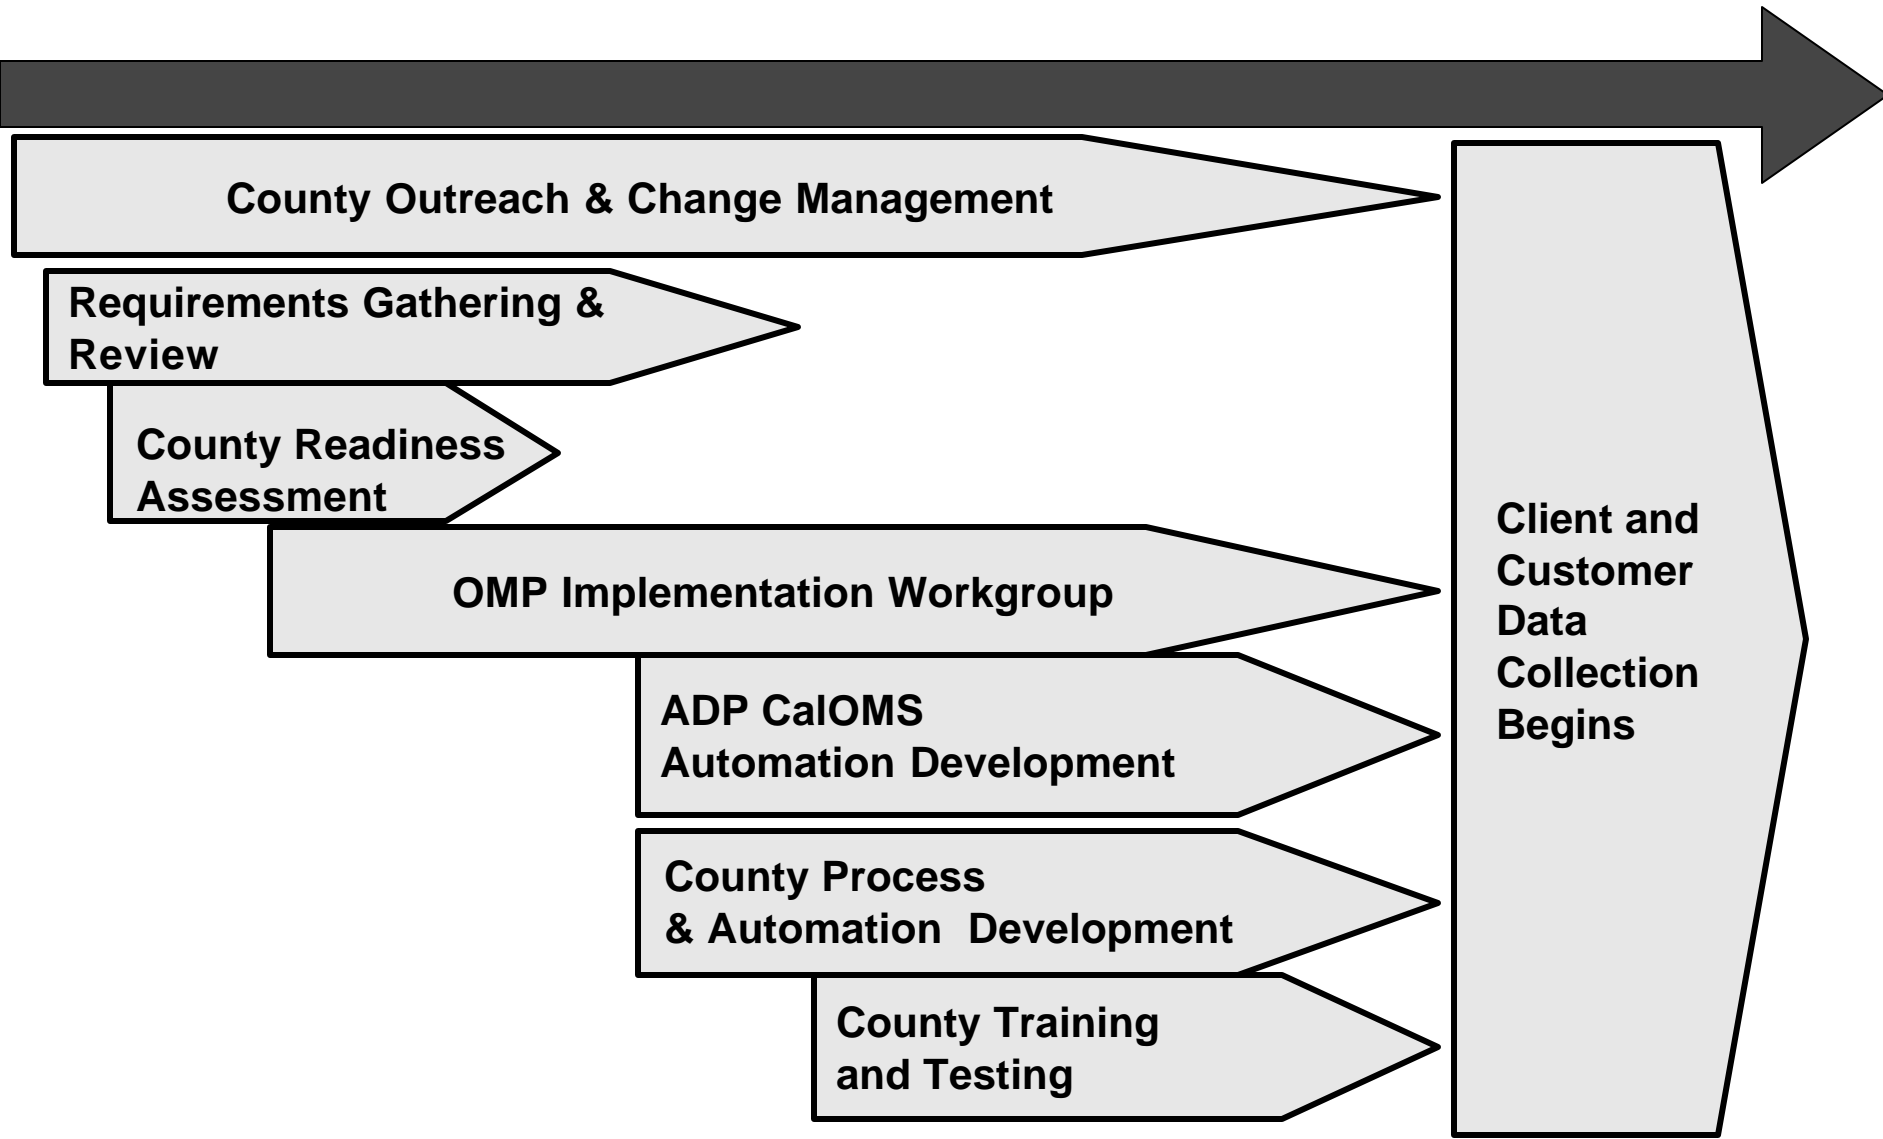 County Outreach & Change Management
Requirements Gathering &
Review
County Readiness
Assessment
OMP Implementation Workgroup
ADP CalOMS
Automation Development
County Process
& Automation  Development
County Training
and Testing
Client and
Customer
Data
Collection
Begins